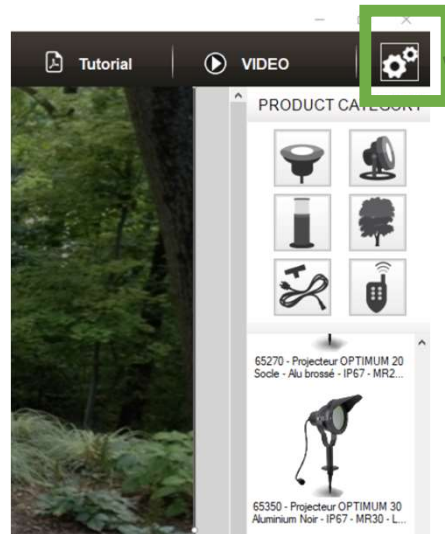 Tutorial
VIDEO
PRODUCT CATEGORY
65270 - Projecteur OPTIMUM 20
Socle - Alu brossé - IP67 - MR2...
65350 - Projecteur OPTIMUM 30
Aluminium Noir - IP67 - MR30 - L...